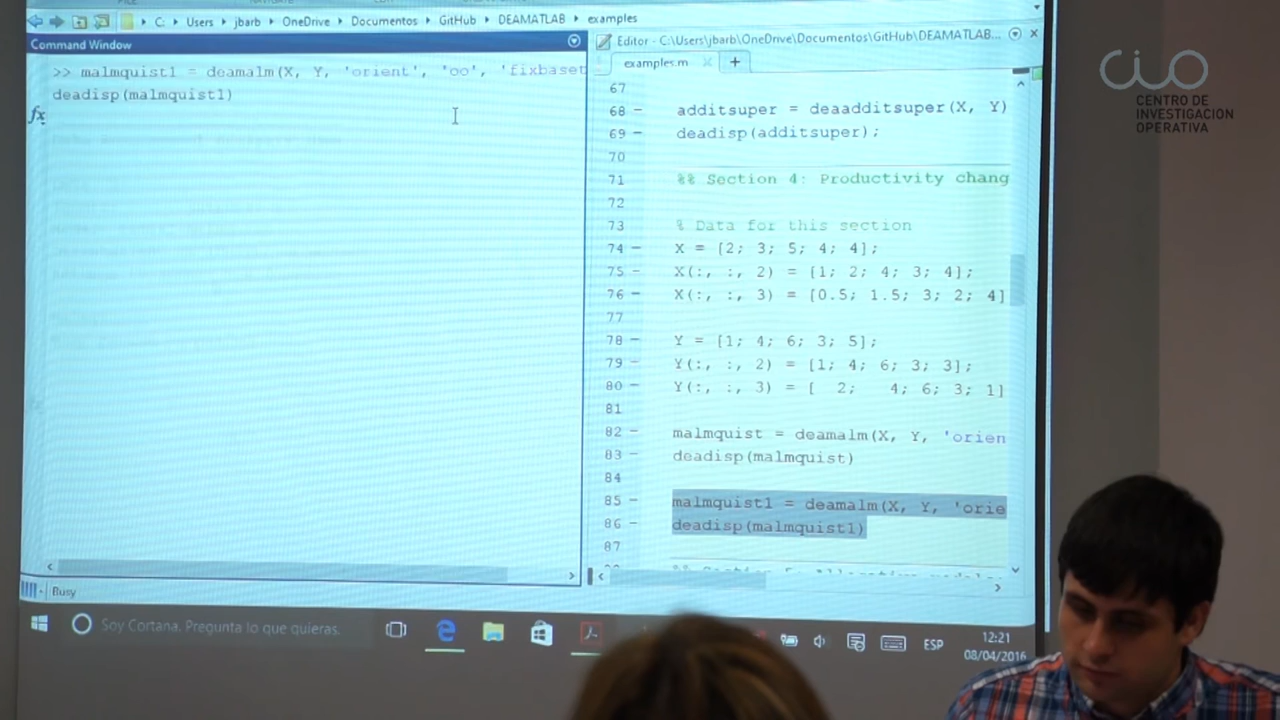 C: Users jbarb OneDrive Documentos GitHub DEAMATLAB examples
Command Window
>> malmquist1 = deamalm(X, Y, 'orient', 'oo', 'fixbaset
deadisp(malmquist1)
fx
Busy
Editor - C:\Users\jbarb\OneDrive\Documentos\GitHub\DEAMATLAB...
examples.m
67
68 - additsuper = deaadditsuper(X, Y)
69 - deadisp(additsuper);
70
71 %% Section 4: Productivity chang
72
73 % Data for this section
74 - X = [2; 3; 5; 4; 4];
75 - X(:, :, 2) = [1; 2; 4; 3; 4];
76 - X(:, :, 3) = [0.5; 1.5; 3; 2; 4]
77
78 - Y = [1; 4; 6; 3; 5];
79 - Y(:, :, 2) = [1; 4; 6; 3; 3];
80 - Y(:, :, 3) = [ 2; 4; 6; 3; 1]
81
82 - malmquist = deamalm(X, Y, 'orien
83 - deadisp(malmquist)
84
85 - malmquist1 = deamalm(X, Y, 'orie
86 - deadisp(malmquist1)
87
Soy Cortana. Pregunta lo que quieras.
ESP
12:21
08/04/2016
cio
CENTRO DE
INVESTIGACION
OPERATIVA